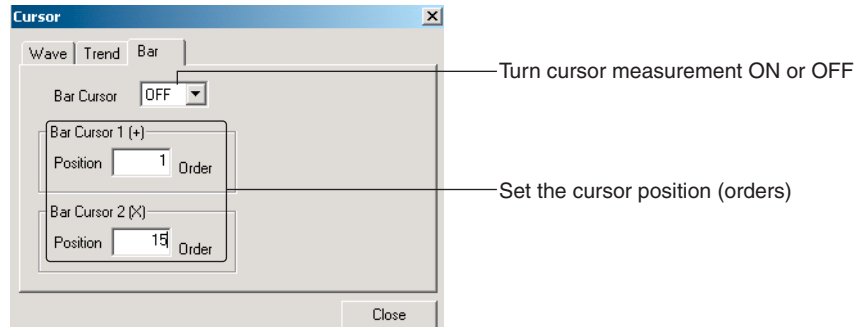 Cursor
Wave Trend Bar
Bar Cursor OFF
Turn cursor measurement ON or OFF
Bar Cursor 1 (+)
Position 1 Order
Set the cursor position (orders)
Bar Cursor 2 (X)
Position 15 Order
Close